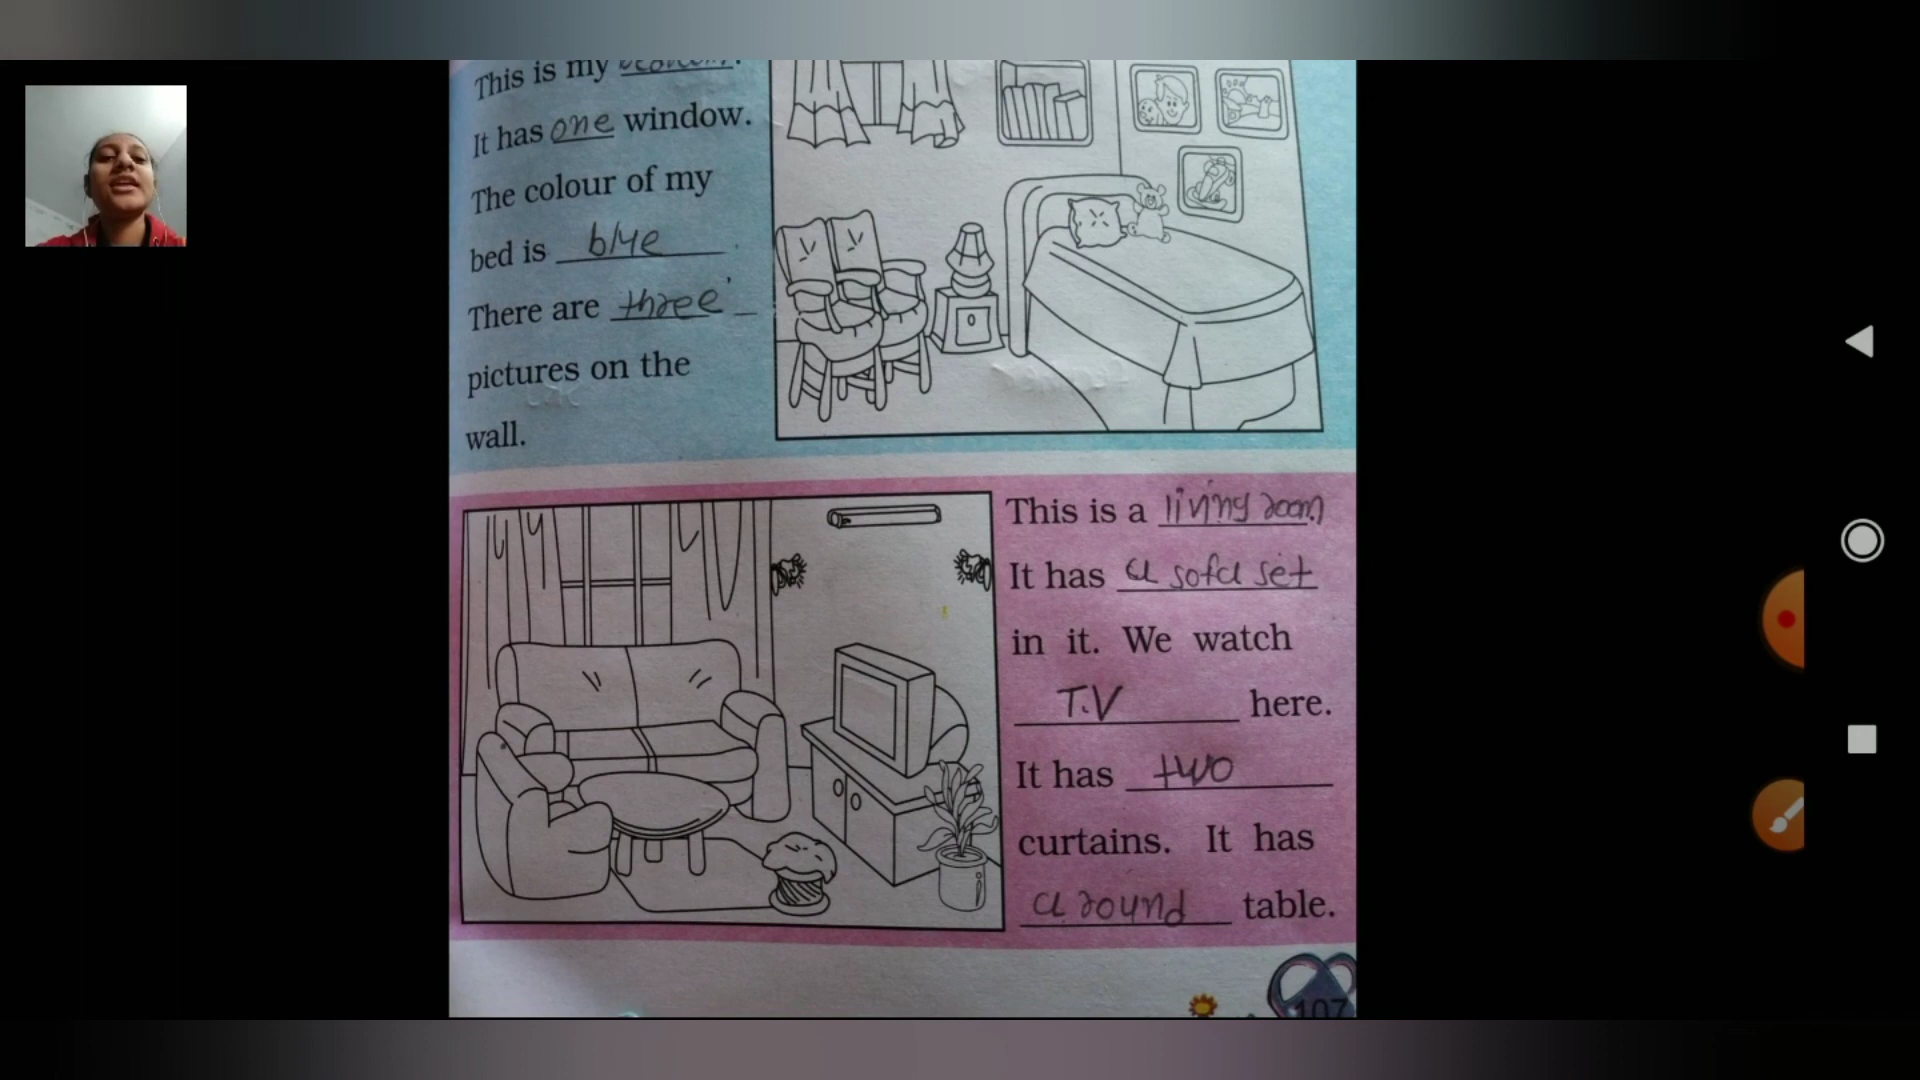 This is my bedroom.
It has one window.
The colour of my
bed is blue
There are three
pictures on the
wall.
This is a living room
It has a sofa set
in it. We watch
T.V here.
It has two
curtains. It has
a round table.
107